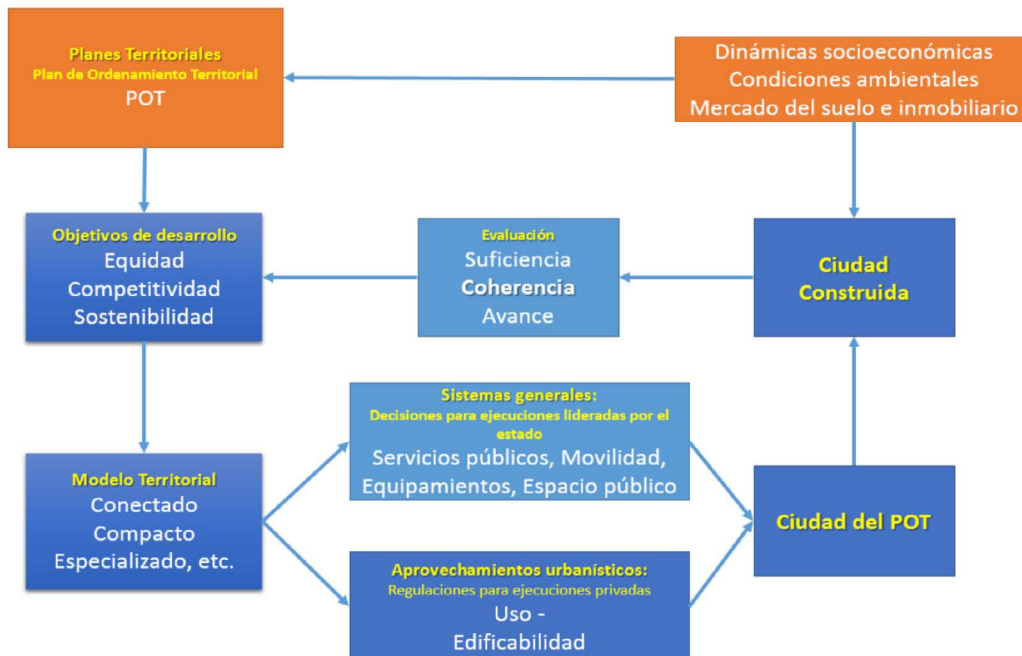 Planes Territoriales
Plan de Ordenamiento Territorial
POT
Dinámicas socioeconómicas
Condiciones ambientales
Mercado del suelo e inmobiliario
Objetivos de desarrollo
Equidad
Competitividad
Sostenibilidad
Evaluación
Suficiencia
Coherencia
Avance
Ciudad
Construida
Modelo Territorial
Conectado
Compacto
Especializado, etc.
Sistemas generales:
Decisiones para ejecuciones lideradas por el
estado
Servicios públicos, Movilidad,
Equipamientos, Espacio público
Aprovechamientos urbanísticos:
Regulaciones para ejecuciones privadas
Uso -
Edificabilidad
Ciudad del POT